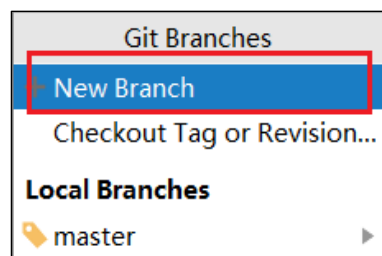 Git Branches
New Branch
Checkout Tag or Revision...
Local Branches
master